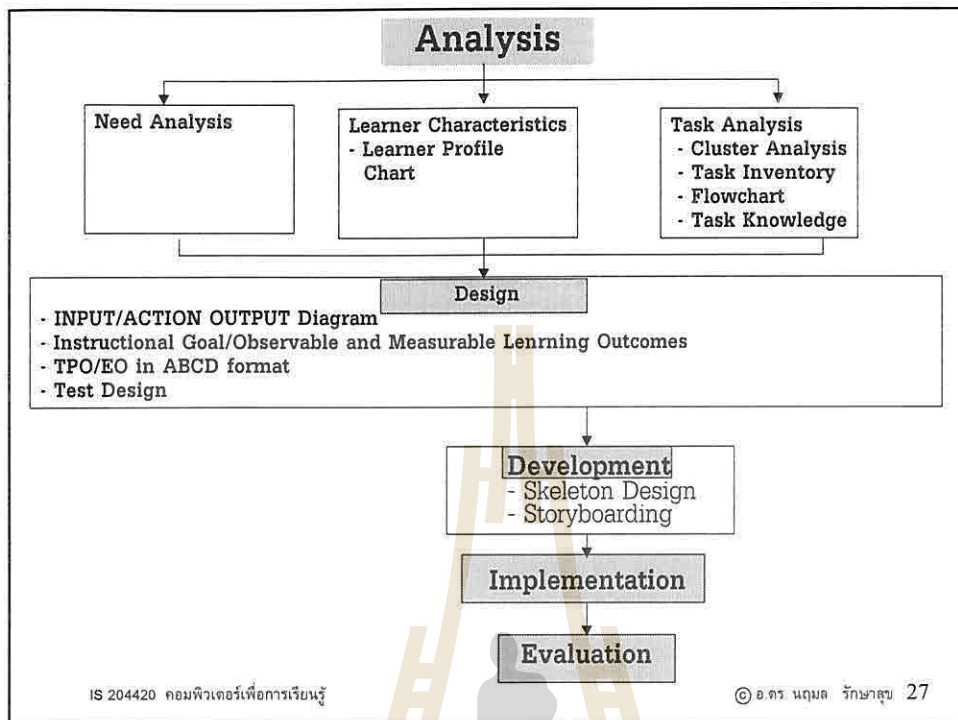 Analysis
Need Analysis
Learner Characteristics
- Learner Profile
Chart
Task Analysis
- Cluster Analysis
- Task Inventory
- Flowchart
- Task Knowledge
Design
- INPUT/ACTION OUTPUT Diagram
- Instructional Goal/Observable and Measurable Lenrning Outcomes
- TPO/EO in ABCD format
- Test Design
Development
- Skeleton Design
- Storyboarding
Implementation
Evaluation
IS 204420 คอมพิวเตอร์เพื่อการเรียนรู้
© อ.ดร. นฤมล รักษาสุข 27